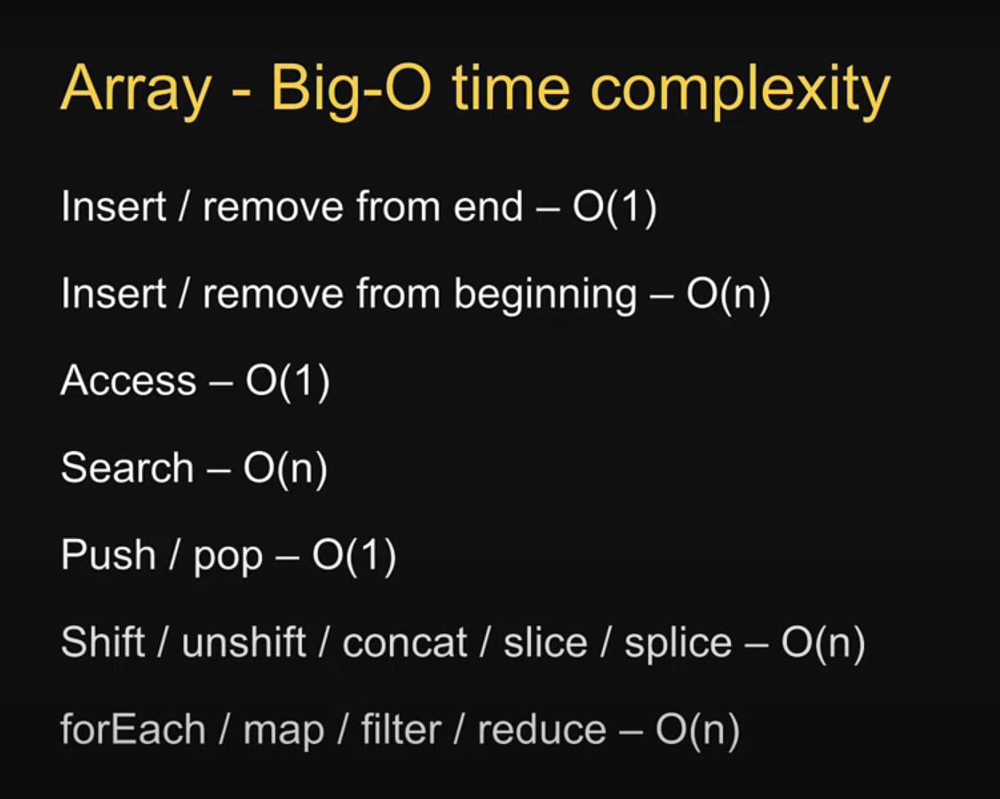 Array - Big-O time complexity
Insert / remove from end – O(1)
Insert / remove from beginning – O(n)
Access – O(1)
Search – O(n)
Push / pop – O(1)
Shift / unshift / concat / slice / splice – O(n)
forEach / map / filter / reduce – O(n)